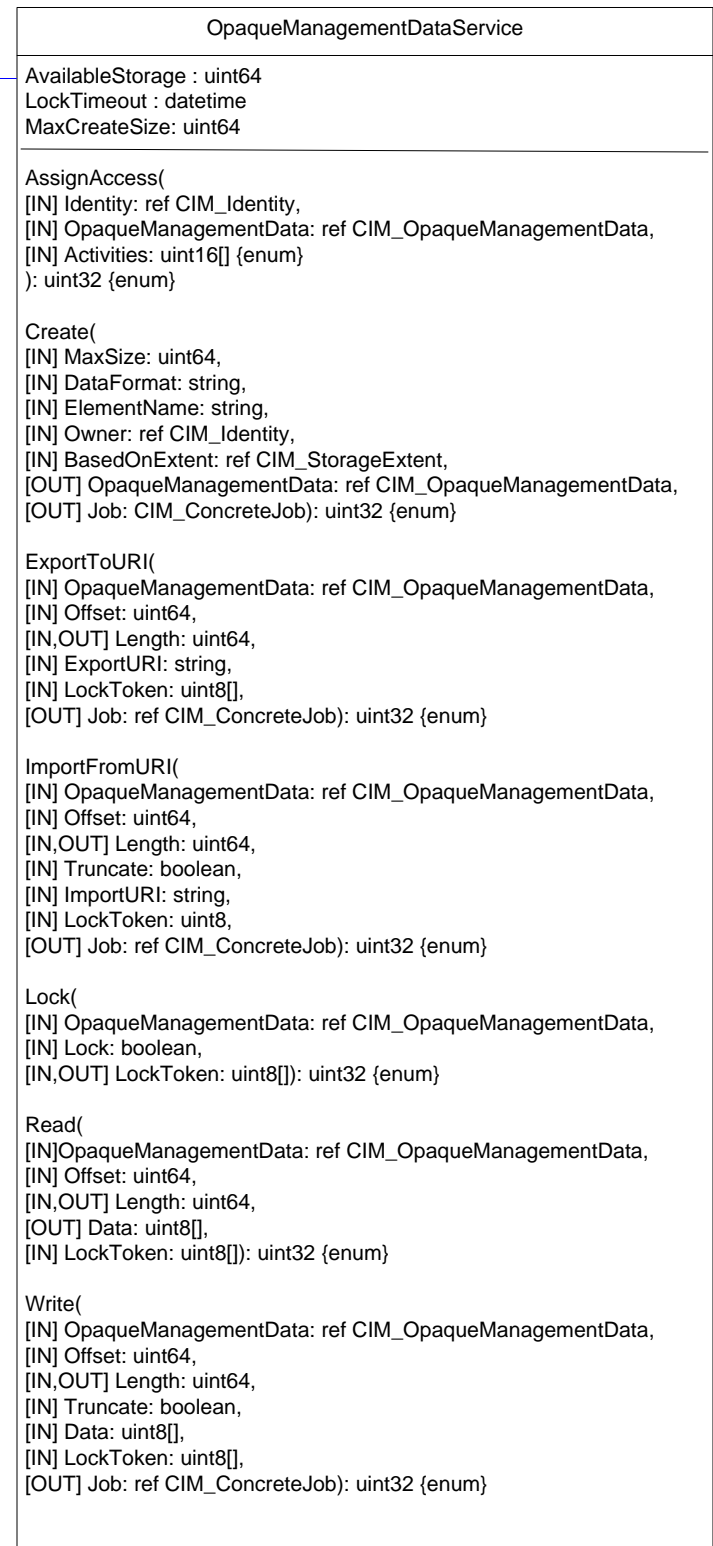 OpaqueManagementDataService
AvailableStorage : uint64
LockTimeout : datetime
MaxCreateSize: uint64
AssignAccess(
[IN] Identity: ref CIM_Identity,
[IN] OpaqueManagementData: ref CIM_OpaqueManagementData,
[IN] Activities: uint16[] {enum}
): uint32 {enum}
Create(
[IN] MaxSize: uint64,
[IN] DataFormat: string,
[IN] ElementName: string,
[IN] Owner: ref CIM_Identity,
[IN] BasedOnExtent: ref CIM_StorageExtent,
[OUT] OpaqueManagementData: ref CIM_OpaqueManagementData,
[OUT] Job: CIM_ConcreteJob): uint32 {enum}
ExportToURI(
[IN] OpaqueManagementData: ref CIM_OpaqueManagementData,
[IN] Offset: uint64,
[IN,OUT] Length: uint64,
[IN] ExportURI: string,
[IN] LockToken: uint8[],
[OUT] Job: ref CIM_ConcreteJob): uint32 {enum}
ImportFromURI(
[IN] OpaqueManagementData: ref CIM_OpaqueManagementData,
[IN] Offset: uint64,
[IN,OUT] Length: uint64,
[IN] Truncate: boolean,
[IN] ImportURI: string,
[IN] LockToken: uint8,
[OUT] Job: ref CIM_ConcreteJob): uint32 {enum}
Lock(
[IN] OpaqueManagementData: ref CIM_OpaqueManagementData,
[IN] Lock: boolean,
[IN,OUT] LockToken: uint8[]): uint32 {enum}
Read(
[IN]OpaqueManagementData: ref CIM_OpaqueManagementData,
[IN] Offset: uint64,
[IN,OUT] Length: uint64,
[OUT] Data: uint8[],
[IN] LockToken: uint8[]): uint32 {enum}
Write(
[IN] OpaqueManagementData: ref CIM_OpaqueManagementData,
[IN] Offset: uint64,
[IN,OUT] Length: uint64,
[IN] Truncate: boolean,
[IN] Data: uint8[],
[IN] LockToken: uint8[],
[OUT] Job: ref CIM_ConcreteJob): uint32 {enum}